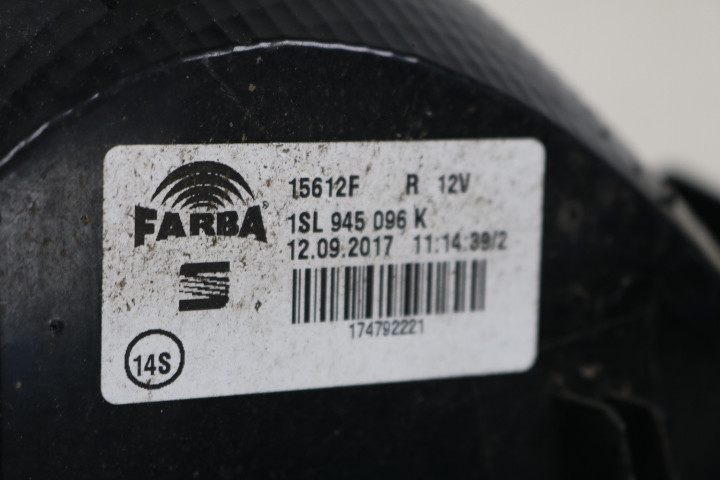 FARBA®
15612F R 12V
1SL 945 096 K
12.09.2017 11:14:39/2
174792221
14S